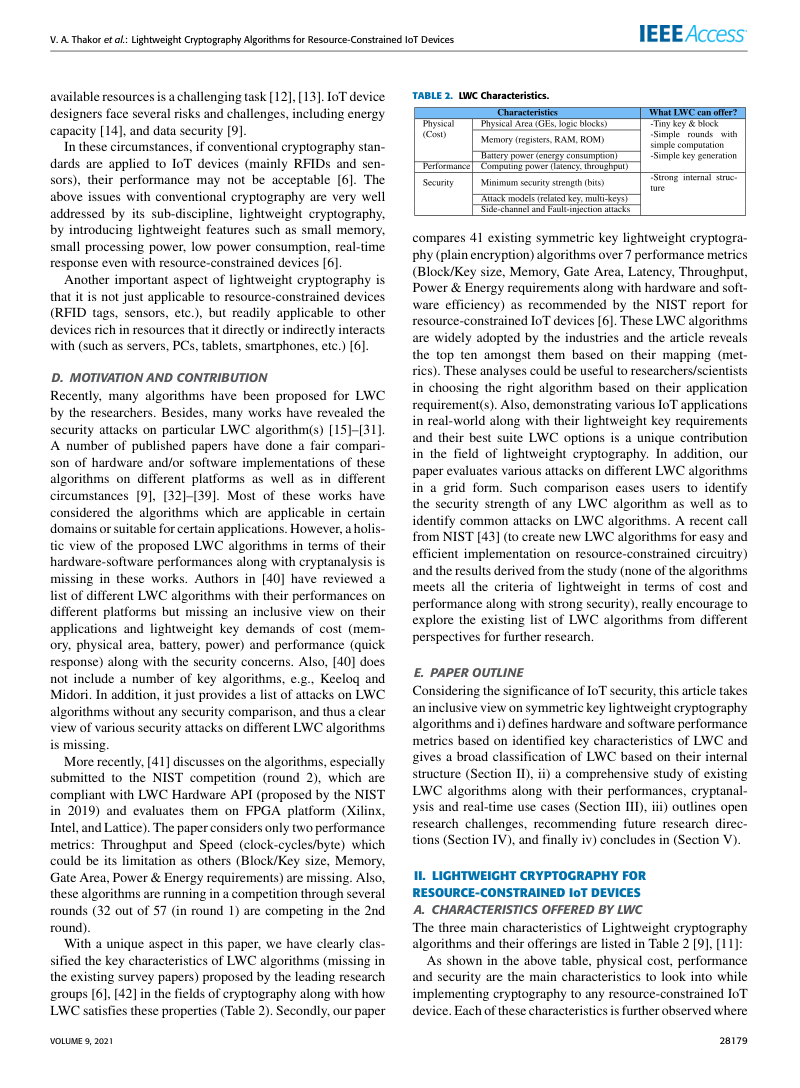 V. A. Thakor et al.: Lightweight Cryptography Algorithms for Resource-Constrained IoT Devices
IEEE Access
available resources is a challenging task [12], [13]. IoT device
designers face several risks and challenges, including energy
capacity [14], and data security [9].
In these circumstances, if conventional cryptography stan-
dards are applied to IoT devices (mainly RFIDs and sen-
sors), their performance may not be acceptable [6]. The
above issues with conventional cryptography are very well
addressed by its sub-discipline, lightweight cryptography,
by introducing lightweight features such as small memory,
small processing power, low power consumption, real-time
response even with resource-constrained devices [6].
Another important aspect of lightweight cryptography is
that it is not just applicable to resource-constrained devices
(RFID tags, sensors, etc.), but readily applicable to other
devices rich in resources that it directly or indirectly interacts
with (such as servers, PCs, tablets, smartphones, etc.) [6].
D. MOTIVATION AND CONTRIBUTION
Recently, many algorithms have been proposed for LWC
by the researchers. Besides, many works have revealed the
security attacks on particular LWC algorithm(s) [15]–[31].
A number of published papers have done a fair compari-
son of hardware and/or software implementations of these
algorithms on different platforms as well as in different
circumstances [9], [32]–[39]. Most of these works have
considered the algorithms which are applicable in certain
domains or suitable for certain applications. However, a holis-
tic view of the proposed LWC algorithms in terms of their
hardware-software performances along with cryptanalysis is
missing in these works. Authors in [40] have reviewed a
list of different LWC algorithms with their performances on
different platforms but missing an inclusive view on their
applications and lightweight key demands of cost (mem-
ory, physical area, battery, power) and performance (quick
response) along with the security concerns. Also, [40] does
not include a number of key algorithms, e.g., Keeloq and
Midori. In addition, it just provides a list of attacks on LWC
algorithms without any security comparison, and thus a clear
view of various security attacks on different LWC algorithms
is missing.
More recently, [41] discusses on the algorithms, especially
submitted to the NIST competition (round 2), which are
compliant with LWC Hardware API (proposed by the NIST
in 2019) and evaluates them on FPGA platform (Xilinx,
Intel, and Lattice). The paper considers only two performance
metrics: Throughput and Speed (clock-cycles/byte) which
could be its limitation as others (Block/Key size, Memory,
Gate Area, Power & Energy requirements) are missing. Also,
these algorithms are running in a competition through several
rounds (32 out of 57 (in round 1) are competing in the 2nd
round).
With a unique aspect in this paper, we have clearly clas-
sified the key characteristics of LWC algorithms (missing in
the existing survey papers) proposed by the leading research
groups [6], [42] in the fields of cryptography along with how
LWC satisfies these properties (Table 2). Secondly, our paper
TABLE 2. LWC Characteristics.
Characteristics What LWC can offer?
Physical (Cost) Physical Area (GEs, logic blocks) -Tiny key & block
Memory (registers, RAM, ROM) -Simple rounds with simple computation
Battery power (energy consumption) -Simple key generation
Performance Computing power (latency, throughput)
Security Minimum security strength (bits) -Strong internal struc-
ture
Attack models (related key, multi-keys)
Side-channel and Fault-injection attacks
compares 41 existing symmetric key lightweight cryptogra-
phy (plain encryption) algorithms over 7 performance metrics
(Block/Key size, Memory, Gate Area, Latency, Throughput,
Power & Energy requirements along with hardware and soft-
ware efficiency) as recommended by the NIST report for
resource-constrained IoT devices [6]. These LWC algorithms
are widely adopted by the industries and the article reveals
the top ten amongst them based on their mapping (met-
rics). These analyses could be useful to researchers/scientists
in choosing the right algorithm based on their application
requirement(s). Also, demonstrating various IoT applications
in real-world along with their lightweight key requirements
and their best suite LWC options is a unique contribution
in the field of lightweight cryptography. In addition, our
paper evaluates various attacks on different LWC algorithms
in a grid form. Such comparison eases users to identify
the security strength of any LWC algorithm as well as to
identify common attacks on LWC algorithms. A recent call
from NIST [43] (to create new LWC algorithms for easy and
efficient implementation on resource-constrained circuitry)
and the results derived from the study (none of the algorithms
meets all the criteria of lightweight in terms of cost and
performance along with strong security), really encourage to
explore the existing list of LWC algorithms from different
perspectives for further research.
E. PAPER OUTLINE
Considering the significance of IoT security, this article takes
an inclusive view on symmetric key lightweight cryptography
algorithms and i) defines hardware and software performance
metrics based on identified key characteristics of LWC and
gives a broad classification of LWC based on their internal
structure (Section II), ii) a comprehensive study of existing
LWC algorithms along with their performances, cryptanal-
ysis and real-time use cases (Section III), iii) outlines open
research challenges, recommending future research direc-
tions (Section IV), and finally iv) concludes in (Section V).
II. LIGHTWEIGHT CRYPTOGRAPHY FOR
RESOURCE-CONSTRAINED IoT DEVICES
A. CHARACTERISTICS OFFERED BY LWC
The three main characteristics of Lightweight cryptography
algorithms and their offerings are listed in Table 2 [9], [11]:
As shown in the above table, physical cost, performance
and security are the main characteristics to look into while
implementing cryptography to any resource-constrained IoT
device. Each of these characteristics is further observed where
VOLUME 9, 2021
28179